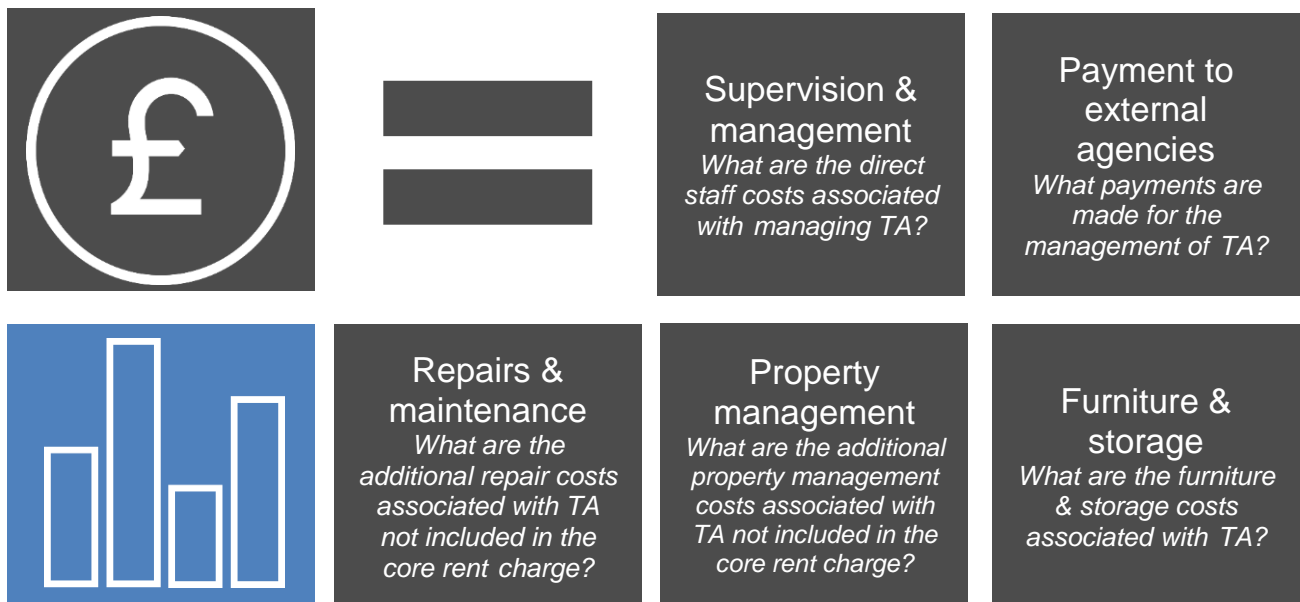 £
Supervision &
management
What are the direct
staff costs associated
with managing TA?
Payment to
external
agencies
What payments are
made for the
management of TA?
Repairs &
maintenance
What are the
additional repair costs
associated with TA
not included in the
core rent charge?
Property
management
What are the additional
property management
costs associated with
TA not included in the
core rent charge?
Furniture &
storage
What are the furniture
& storage costs
associated with TA?